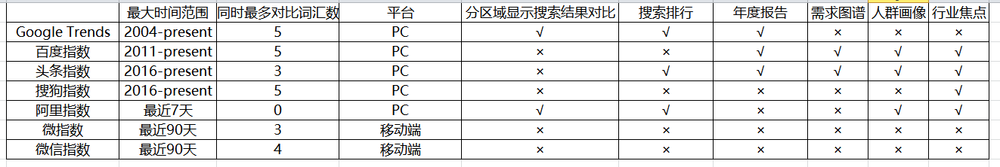 最大时间范围 同时最多对比词汇数 平台 分区域显示搜索结果对比 搜索排行 年度报告 需求图谱 人群画像 行业焦点
Google Trends 2004-present 5 PC √ √ √ × × ×
百度指数 2011-present 5 PC × × √ √ √ √
头条指数 2016-present 3 PC × √ √ √ √ √
搜狗指数 2016-present 5 PC × × × × × √
阿里指数 最近7天 0 PC √ √ × × √ √
微指数 最近90天 3 移动端 × × × × × ×
微信指数 最近90天 4 移动端 × × × × × ×